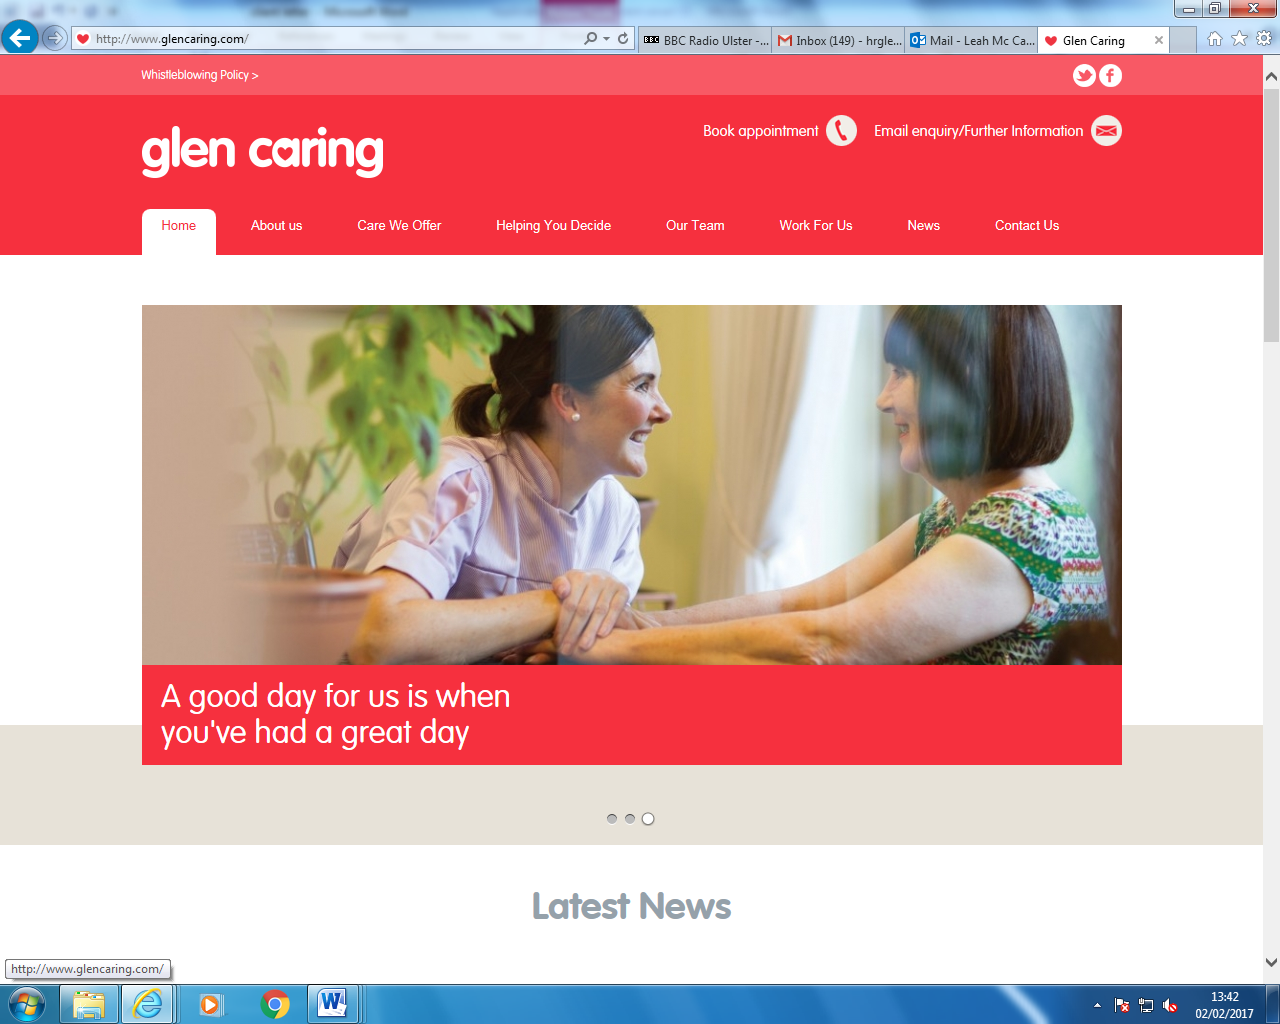 http://www.glencaring.com/
BBC Radio Ulster -...
Inbox (149) - hrgle...
Mail - Leah Mc Ca...
Glen Caring
Whistleblowing Policy >
glen caring
Book appointment
Email enquiry/Further Information
Home
About us
Care We Offer
Helping You Decide
Our Team
Work For Us
News
Contact Us
A good day for us is when
you've had a great day
Latest News
http://www.glencaring.com/
13:42
02/02/2017